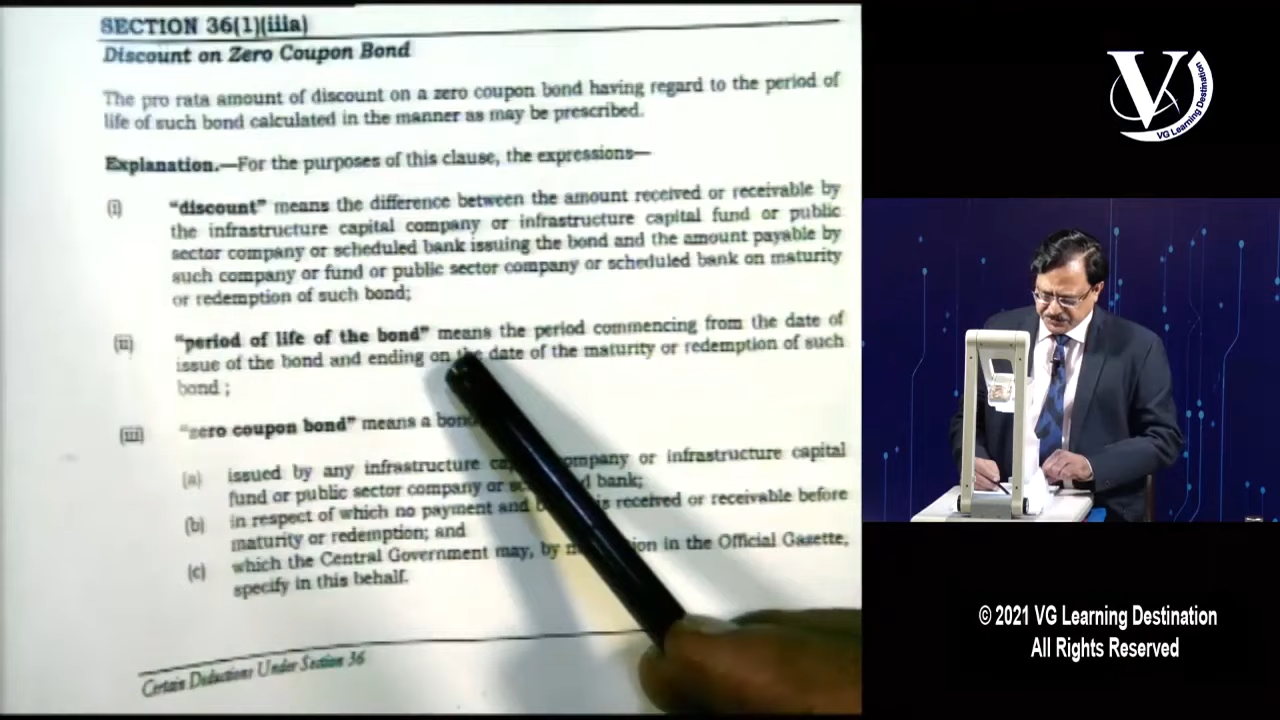 SECTION 36(1)(iiia)
Discount on Zero Coupon Bond
The pro rata amount of discount on a zero coupon bond having regard to the period of
life of such bond calculated in the manner as may be prescribed.
Explanation.—For the purposes of this clause, the expressions—
(i) "discount" means the difference between the amount received or receivable by
the infrastructure capital company or infrastructure capital fund or public
sector company or scheduled bank issuing the bond and the amount payable by
such company or fund or public sector company or scheduled bank on maturity
or redemption of such bond;
(ii) "period of life of the bond" means the period commencing from the date of
issue of the bond and ending on the date of the maturity or redemption of such
bond ;
(iii) "zero coupon bond" means a bond
(a) issued by any infrastructure company or infrastructure capital
fund or public sector company or bank;
(b) in respect of which no payment and is received or receivable before
maturity or redemption; and
(c) which the Central Government may, by in the Official Gazette,
specify in this behalf.
Certain Deductions Under Section 36
V
VG Learning Destination
© 2021 VG Learning Destination
All Rights Reserved